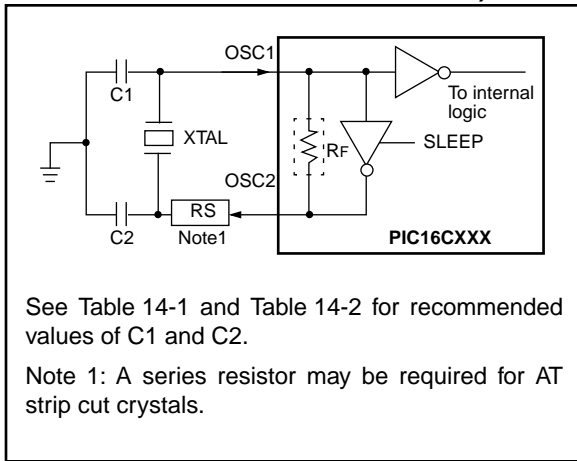 OSC1
C1
To internal
logic
XTAL
RF
SLEEP
OSC2
RS
C2
Note1
PIC16CXXX
See Table 14-1 and Table 14-2 for recommended
values of C1 and C2.
Note 1: A series resistor may be required for AT
strip cut crystals.